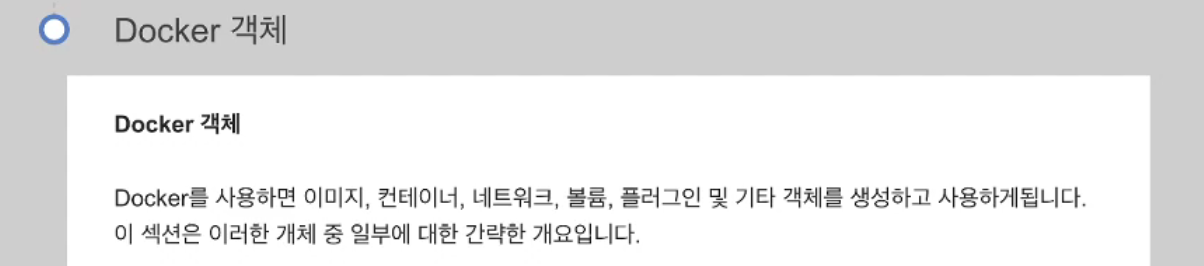 Docker 객체
Docker 객체
Docker를 사용하면 이미지, 컨테이너, 네트워크, 볼륨, 플러그인 및 기타 객체를 생성하고 사용하게됩니다.
이 섹션은 이러한 개체 중 일부에 대한 간략한 개요입니다.